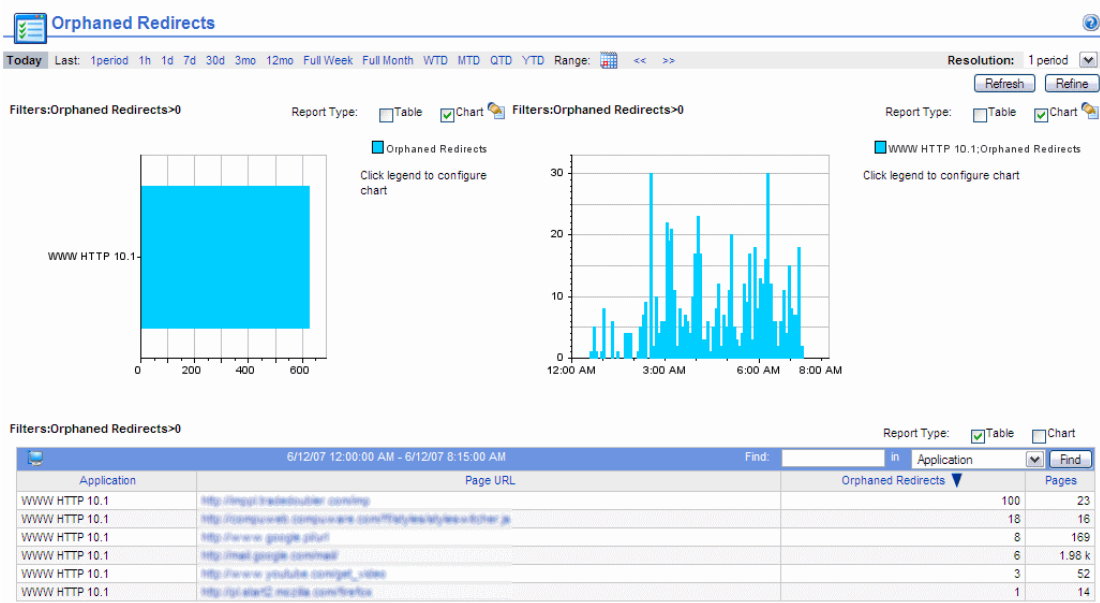 Orphaned Redirects
Today Last: 1period 1h 1d 7d 30d 3mo 12mo Full Week Full Month WTD MTD QTD YTD Range: << >> Resolution: 1 period
Refresh Refine
Filters:Orphaned Redirects>0 Report Type: Table Chart
Filters:Orphaned Redirects>0 Report Type: Table Chart
Orphaned Redirects
Click legend to configure
chart
WWW HTTP 10.1
0 200 400 600
WWW HTTP 10.1;Orphaned Redirects
Click legend to configure chart
30
20
10
0
12:00 AM 3:00 AM 6:00 AM 8:00 AM
Filters:Orphaned Redirects>0 Report Type: Table Chart
6/12/07 12:00:00 AM - 6/12/07 8:15:00 AM Find: in Application Find
Application Page URL Orphaned Redirects Pages
WWW HTTP 10.1 100 23
WWW HTTP 10.1 18 16
WWW HTTP 10.1 8 169
WWW HTTP 10.1 6 1.98 k
WWW HTTP 10.1 3 52
WWW HTTP 10.1 1 14